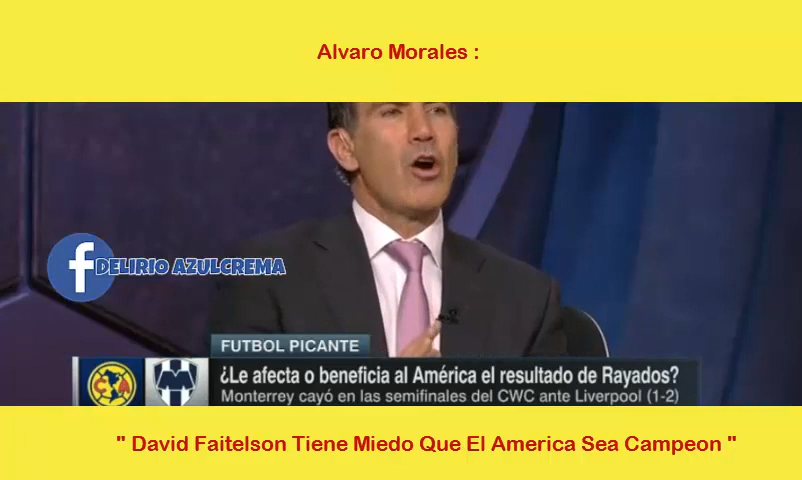 Alvaro Morales :
f DELIRIO AZULCREMA
FUTBOL PICANTE
¿Le afecta o beneficia al América el resultado de Rayados?
Monterrey cayó en las semifinales del CWC ante Liverpool (1-2)
" David Faitelson Tiene Miedo Que El America Sea Campeon "